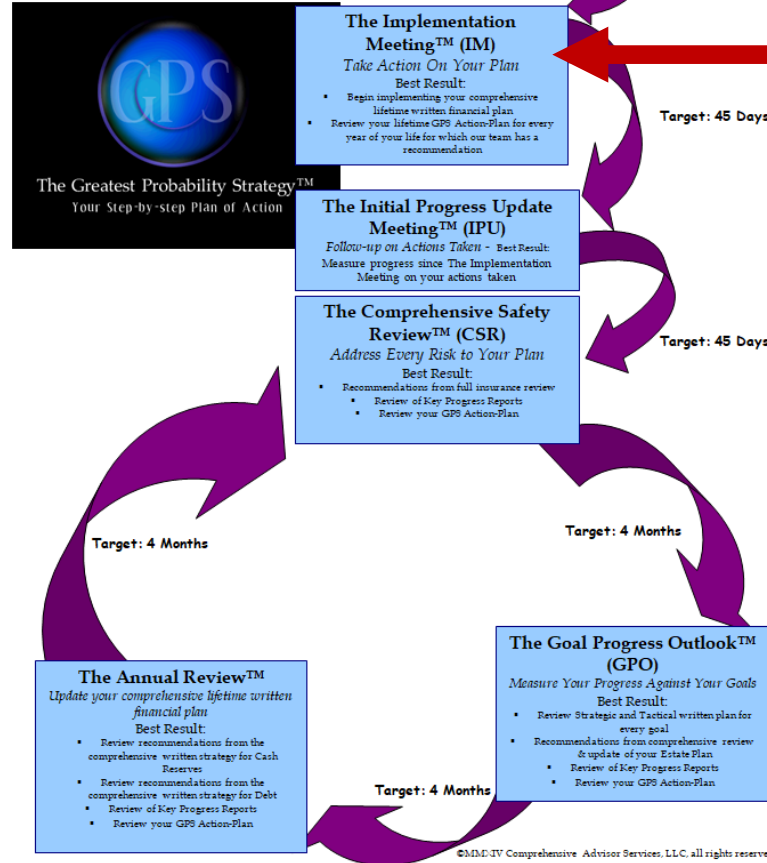 GPS
The Greatest Probability Strategy™
Your Step-by-step Plan of Action
The Implementation
Meeting™ (IM)
Take Action On Your Plan
Best Result:
▪ Begin implementing your comprehensive
lifetime written financial plan
▪ Review your lifetime GPS Action-Plan for every
year of your life for which our team has a
recommendation
Target: 45 Days
The Initial Progress Update
Meeting™ (IPU)
Follow-up on Actions Taken - Best Result:
Measure progress since The Implementation
Meeting on your actions taken
Target: 45 Days
The Comprehensive Safety
Review™ (CSR)
Address Every Risk to Your Plan
Best Result:
▪ Recommendations from full insurance review
▪ Review of Key Progress Reports
▪ Review your GPS Action-Plan
Target: 4 Months
The Goal Progress Outlook™
(GPO)
Measure Your Progress Against Your Goals
Best Result:
▪ Review Strategic and Tactical written plan for
every goal
▪ Recommendations from comprehensive review
& update of your Estate Plan
▪ Review of Key Progress Reports
▪ Review your GPS Action-Plan
Target: 4 Months
The Annual Review™
Update your comprehensive lifetime written
financial plan
Best Result:
▪ Review recommendations from the
comprehensive written strategy for Cash
Reserves
▪ Review recommendations from the
comprehensive written strategy for Debt
▪ Review of Key Progress Reports
▪ Review your GPS Action-Plan
Target: 4 Months
©MMXIV Comprehensive Advisor Services, LLC, all rights reserve